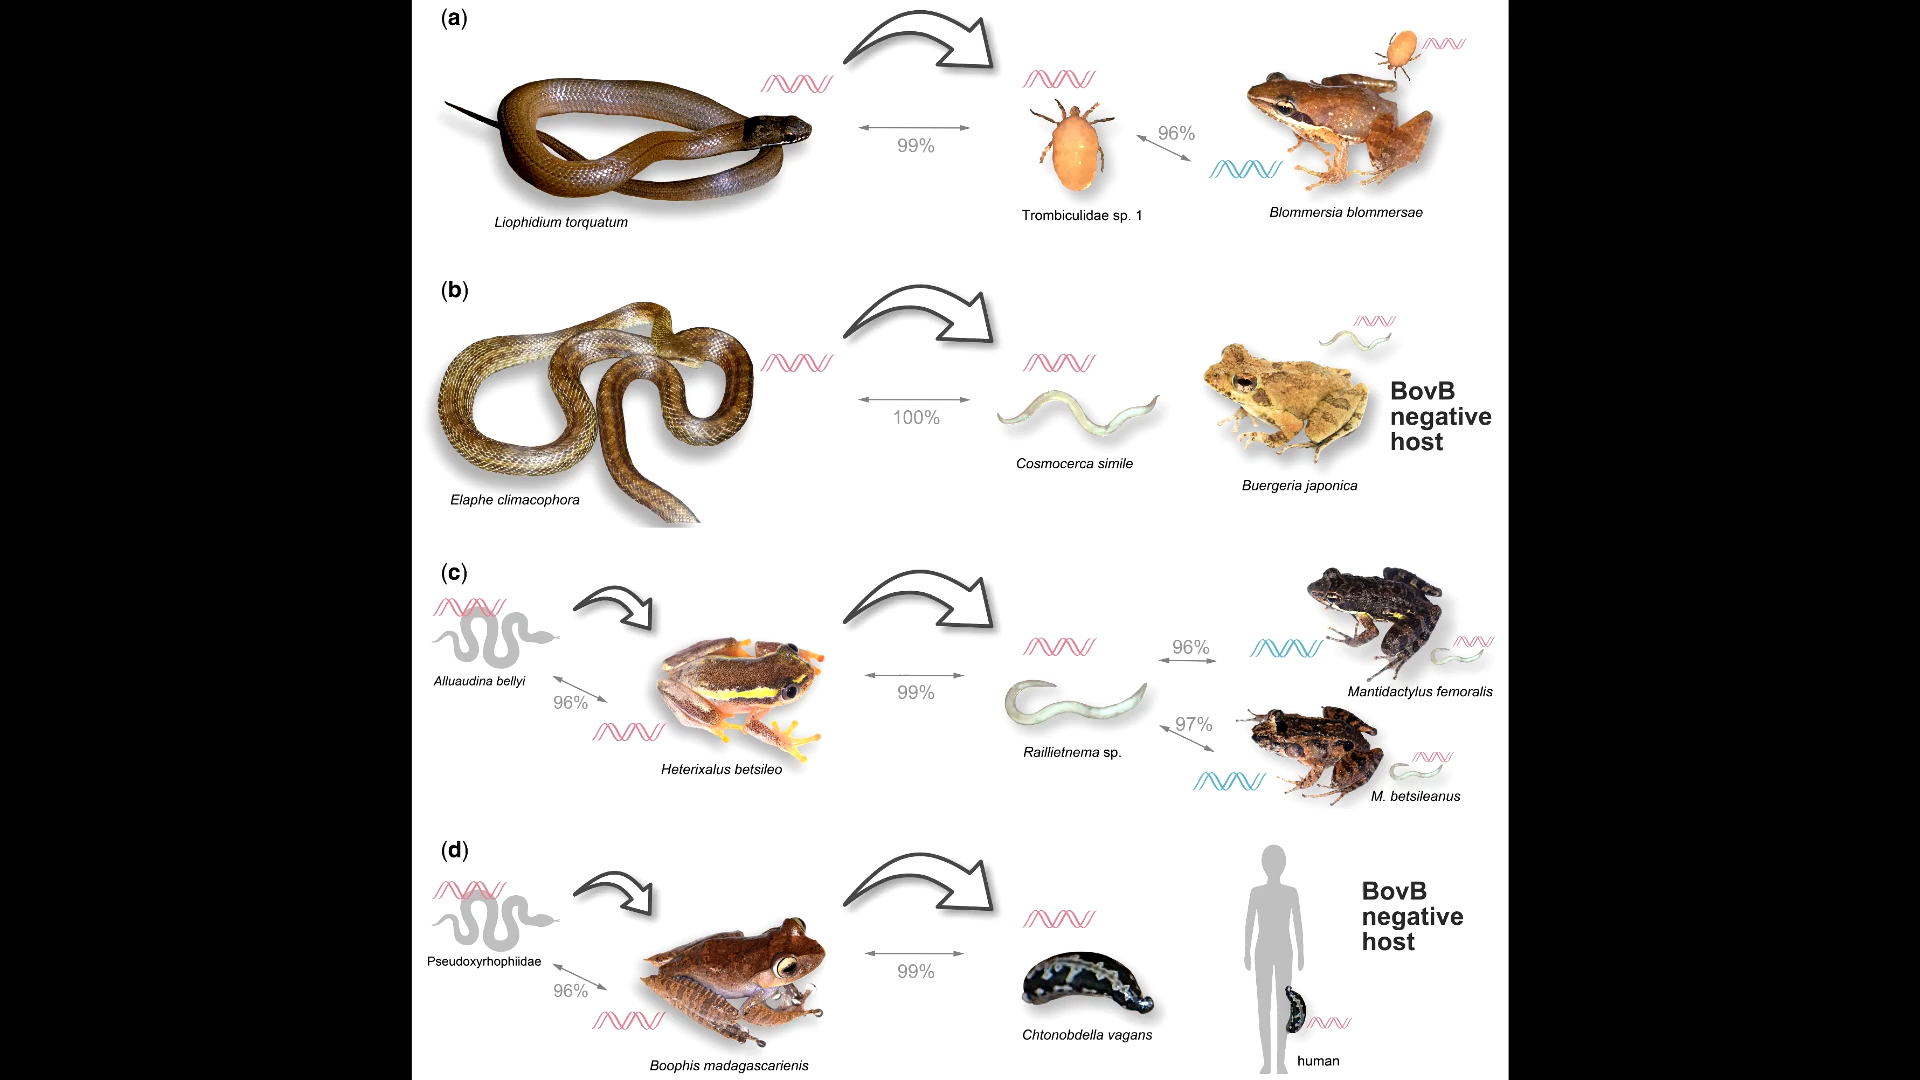 (a)
99%
96%
Liophidium torquatum
Trombiculidae sp. 1
Blommersia blommersae
(b)
100%
BovB
negative
host
Elaphe climacophora
Cosmocerca simile
Buergeria japonica
(c)
Alluaudina bellyi
96%
99%
96%
97%
Mantidactylus femoralis
Heterixalus betsileo
Raillietnema sp.
M. betsileanus
(d)
Pseudoxyrhophiidae
96%
99%
BovB
negative
host
Boophis madagascarienis
Chtonobdella vagans
human